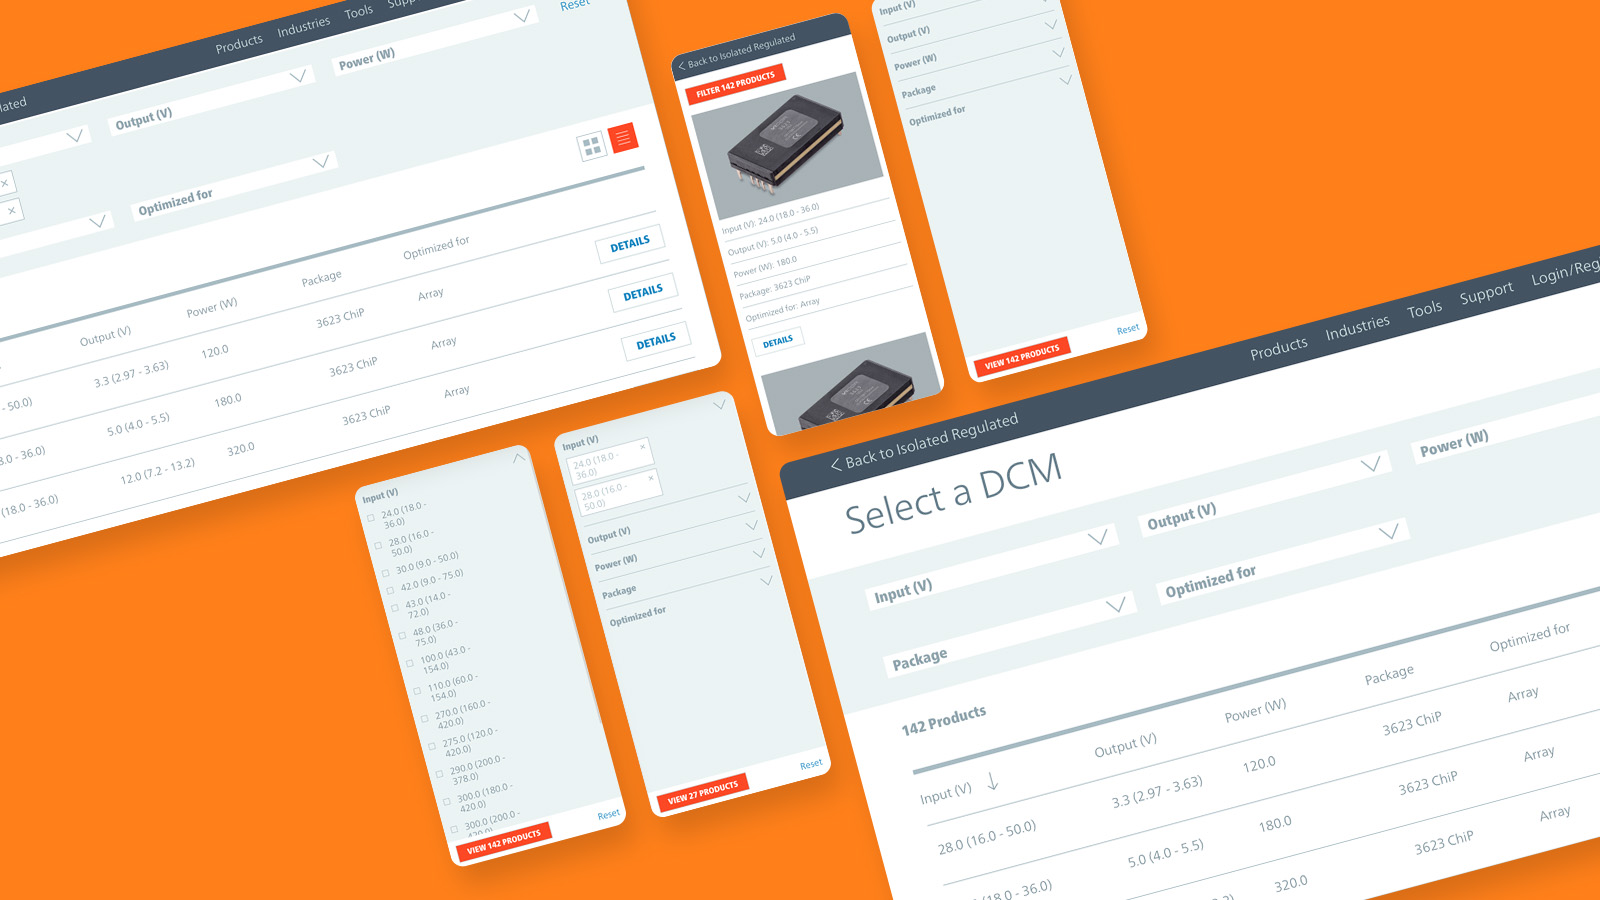 Products Industries Tools
Reset
Output (V)
Power (W)
Optimized for
Output (V) Power (W) Package Optimized for
3.3 (2.97 - 3.63) 120.0 3623 ChiP Array DETAILS
- 50.0) 5.0 (4.0 - 5.5) 180.0 3623 ChiP Array DETAILS
- 36.0) 12.0 (7.2 - 13.2) 320.0 3623 ChiP Array DETAILS
(18.0 - 36.0)
Back to Isolated Regulated
FILTER 142 PRODUCTS
Input (V): 24.0 (18.0 - 36.0)
Output (V): 5.0 (4.0 - 5.5)
Power (W): 180.0
Package: 3623 ChiP
Optimized for: Array
DETAILS
Input (V)
Output (V)
Power (W)
Package
Optimized for
VIEW 142 PRODUCTS Reset
Input (V)
24.0 (18.0 -
36.0)
28.0 (16.0 -
50.0)
30.0 (9.0 - 50.0)
42.0 (9.0 - 75.0)
43.0 (14.0 -
72.0)
48.0 (36.0 -
75.0)
100.0 (43.0 -
154.0)
110.0 (60.0 -
154.0)
270.0 (160.0 -
420.0)
275.0 (120.0 -
420.0)
290.0 (200.0 -
378.0)
300.0 (180.0 -
420.0)
300.0 (200.0 -
VIEW 142 PRODUCTS Reset
Input (V)
24.0 (18.0 -
36.0)
28.0 (16.0 -
50.0)
Output (V)
Power (W)
Package
Optimized for
VIEW 27 PRODUCTS Reset
Products Industries Tools Support Login/Reg
Back to Isolated Regulated
Select a DCM
Input (V) Output (V) Power (W)
Package Optimized for
142 Products
Input (V) Output (V) Power (W) Package Optimized for
28.0 (16.0 - 50.0) 3.3 (2.97 - 3.63) 120.0 3623 ChiP Array
(18.0 - 36.0) 5.0 (4.0 - 5.5) 180.0 3623 ChiP Array
320.0 3623 ChiP Array